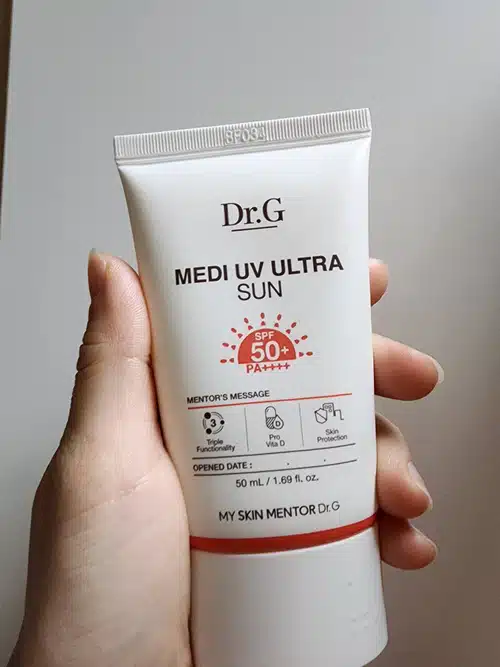 Dr.G
MEDI UV ULTRA
SUN
SPF
50+
PA++++
MENTOR'S MESSAGE
3
Triple
Functionality
Pro
Vita D
Skin
Protection
OPENED DATE : . .
50 mL / 1.69 fl. oz.
MY SKIN MENTOR Dr.G